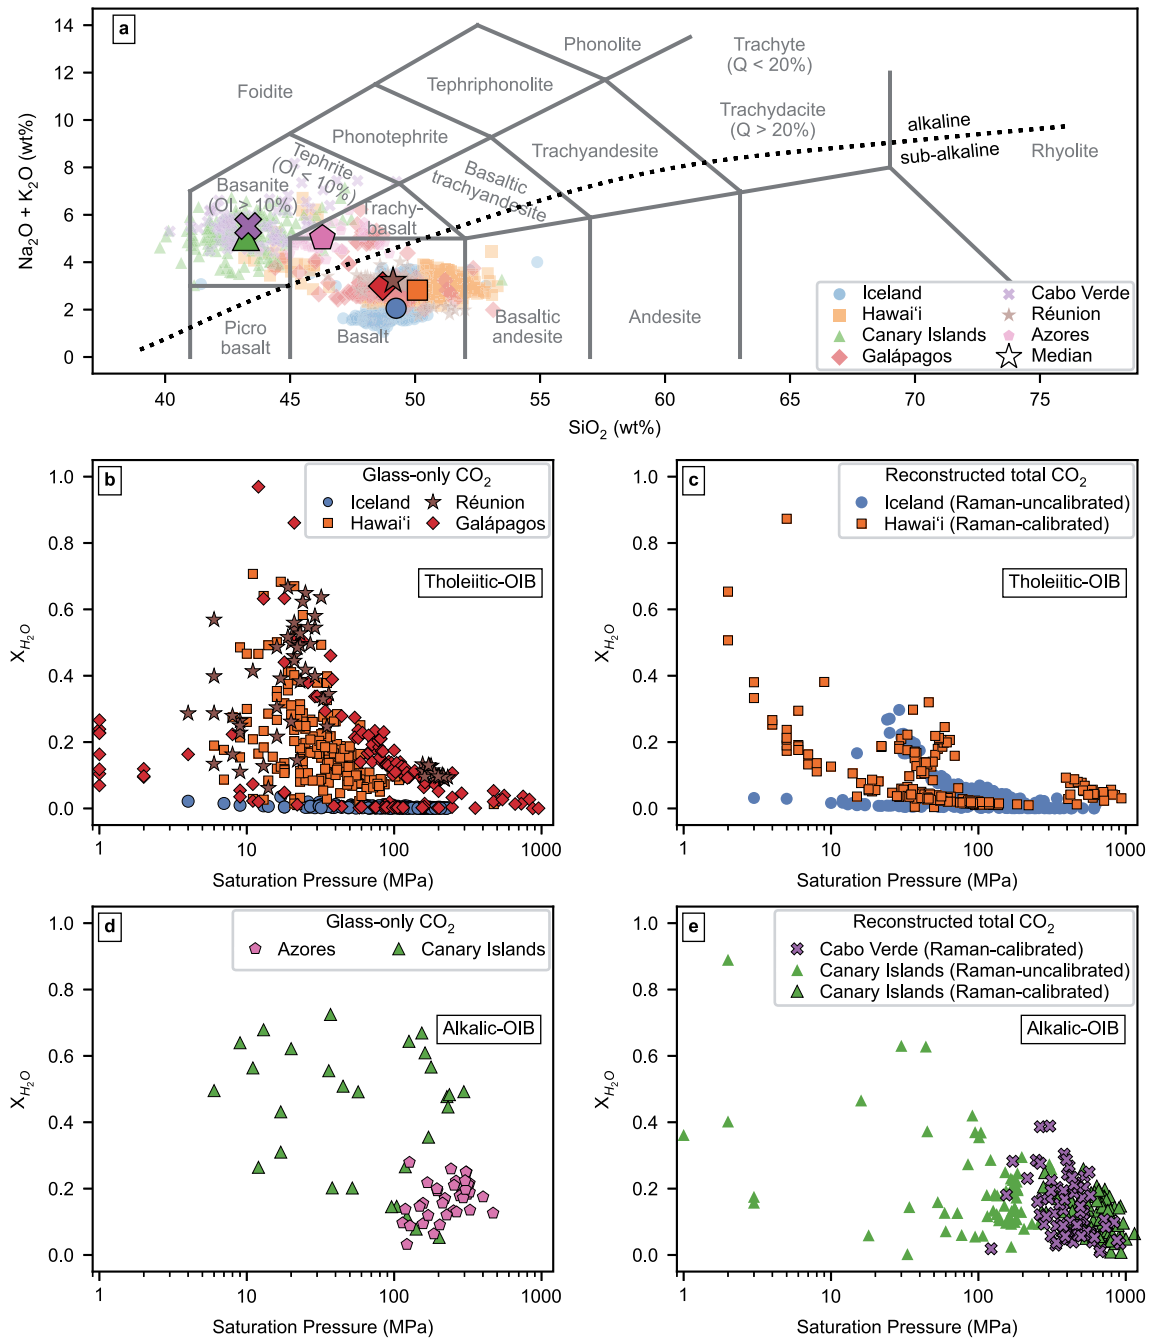 a
14
12
10
8
6
4
2
0
Na2O + K2O (wt%)
Foidite
Phonolite
Tephriphonolite
Phonotephrite
Tephrite
(Ol < 10%)
Basanite
(Ol > 10%)
Trachy-
basalt
Basaltic
trachyandesite
Trachyandesite
Trachyte
(Q < 20%)
Trachydacite
(Q > 20%)
alkaline
sub-alkaline
Rhyolite
Picro
basalt
Basalt
Basaltic
andesite
Andesite
Iceland
Hawai‘i
Canary Islands
Galápagos
Cabo Verde
Réunion
Azores
Median
40 45 50 55 60 65 70 75
SiO2 (wt%)
b
Glass-only CO2
Iceland
Hawai‘i
Réunion
Galápagos
Tholeiitic-OIB
1.0
0.8
0.6
0.4
0.2
0.0
XH2O
1 10 100 1000
Saturation Pressure (MPa)
c
Reconstructed total CO2
Iceland (Raman-uncalibrated)
Hawai‘i (Raman-calibrated)
Tholeiitic-OIB
1.0
0.8
0.6
0.4
0.2
0.0
XH2O
1 10 100 1000
Saturation Pressure (MPa)
d
Glass-only CO2
Azores
Canary Islands
Alkalic-OIB
1.0
0.8
0.6
0.4
0.2
0.0
XH2O
1 10 100 1000
Saturation Pressure (MPa)
e
Reconstructed total CO2
Cabo Verde (Raman-calibrated)
Canary Islands (Raman-uncalibrated)
Canary Islands (Raman-calibrated)
Alkalic-OIB
1.0
0.8
0.6
0.4
0.2
0.0
XH2O
1 10 100 1000
Saturation Pressure (MPa)